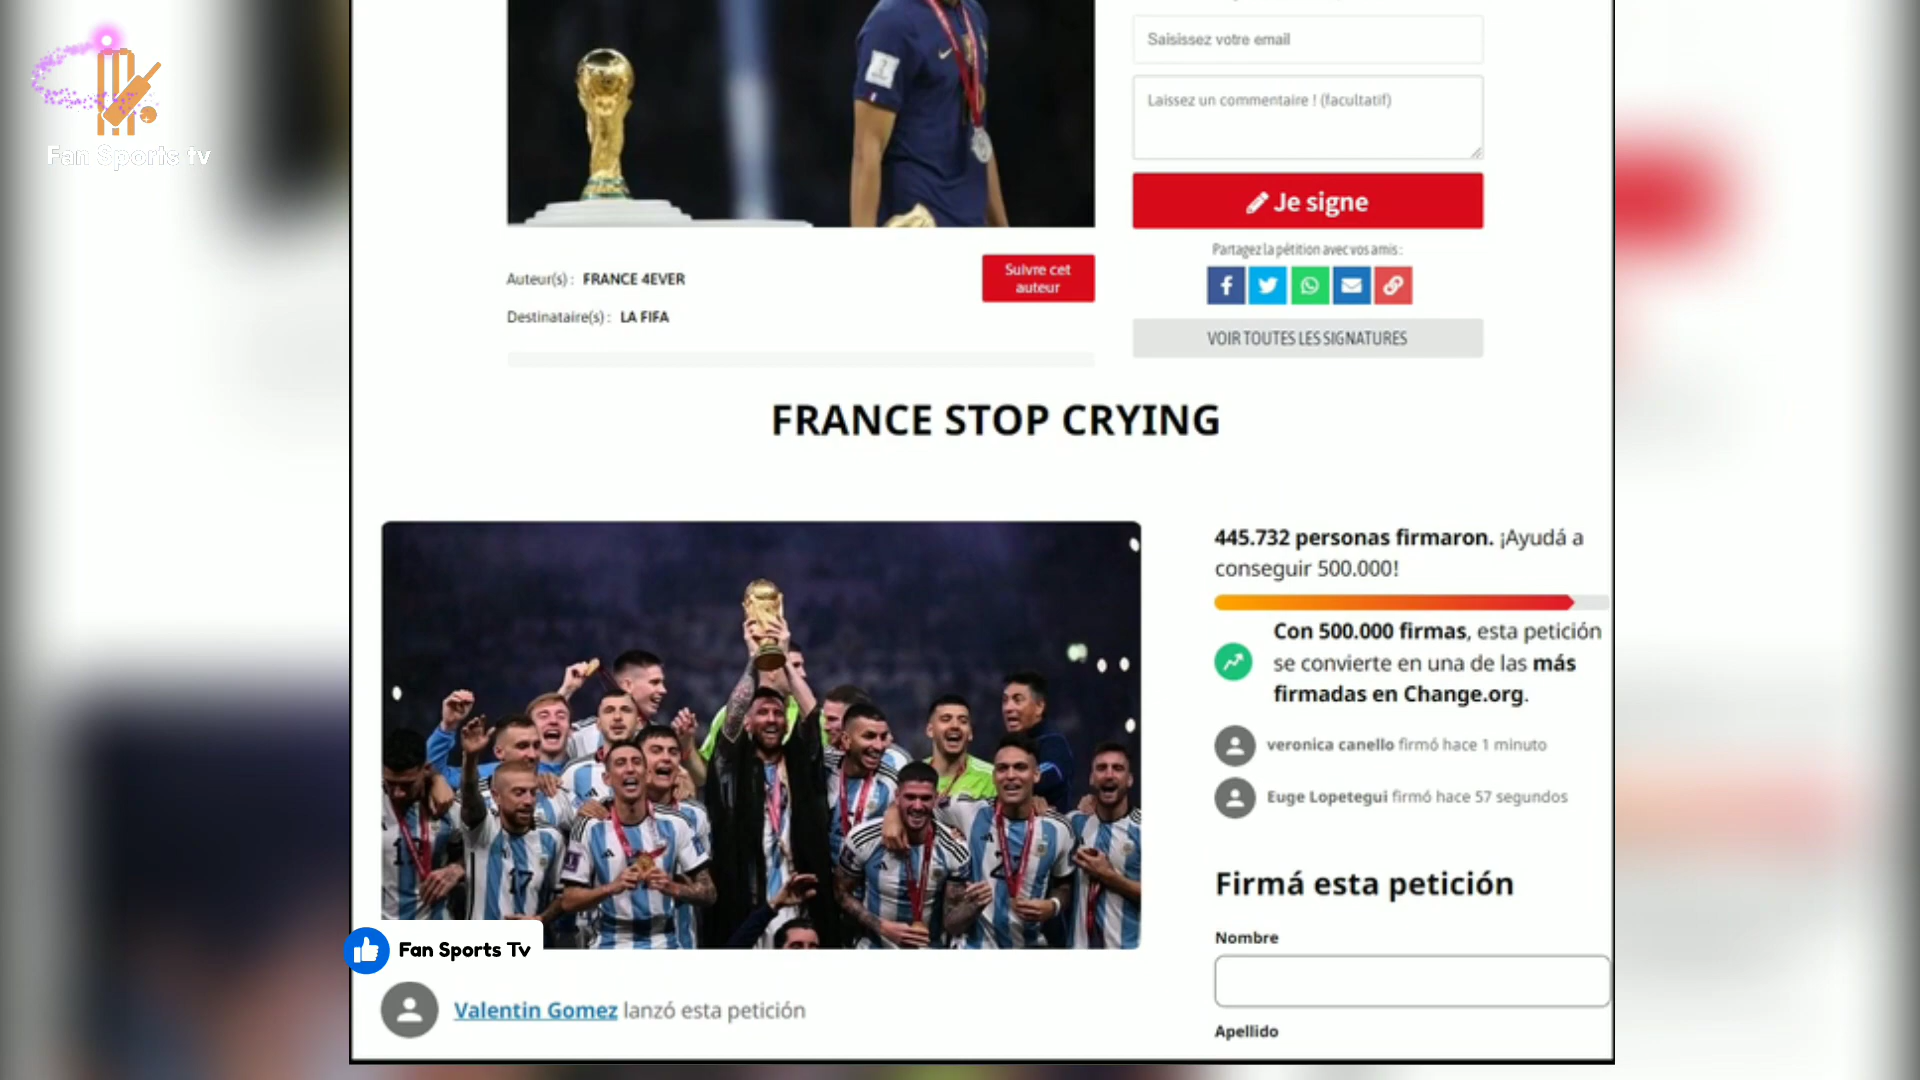 Fan Sports tv
Saisissez votre email
Laissez un commentaire ! (facultatif)
Je signe
Partagez la pétition avec vos amis :
Auteur(s) : FRANCE 4EVER
Suivre cet
auteur
Destinataire(s) : LA FIFA
VOIR TOUTES LES SIGNATURES
FRANCE STOP CRYING
445.732 personas firmaron. ¡Ayudá a
conseguir 500.000!
Con 500.000 firmas, esta petición
se convierte en una de las más
firmadas en Change.org.
veronica canello firmó hace 1 minuto
Euge Lopetegui firmó hace 57 segundos
Firmá esta petición
Nombre
Apellido
17
Fan Sports Tv
Valentin Gomez lanzó esta petición